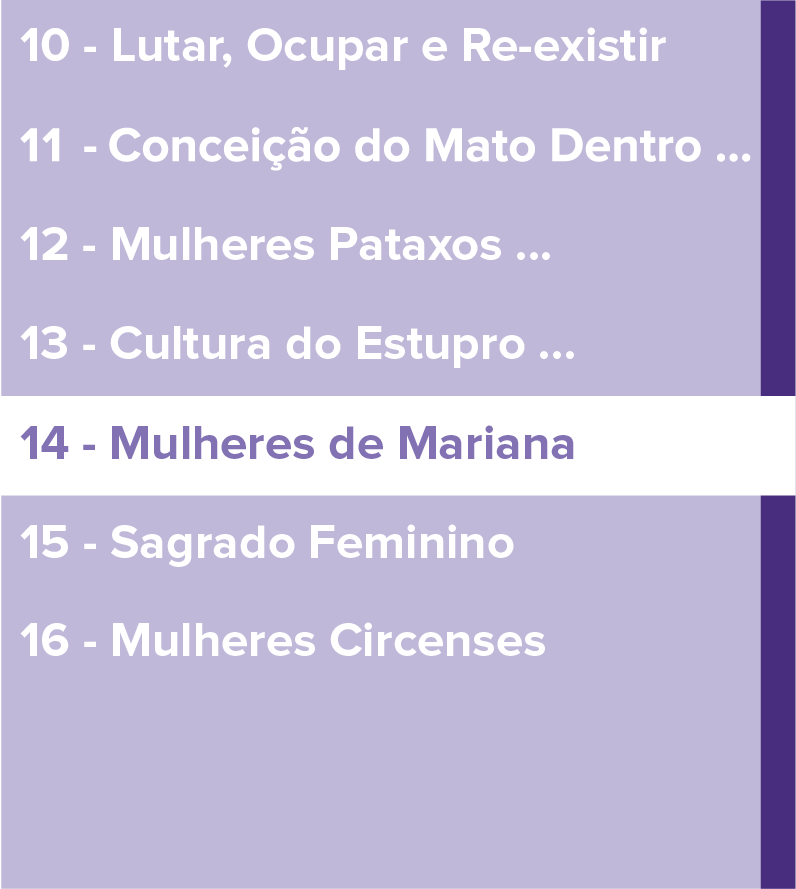 10 - Lutar, Ocupar e Re-existir
11 - Conceição do Mato Dentro ...
12 - Mulheres Pataxos ...
13 - Cultura do Estupro ...
14 - Mulheres de Mariana
15 - Sagrado Feminino
16 - Mulheres Circenses